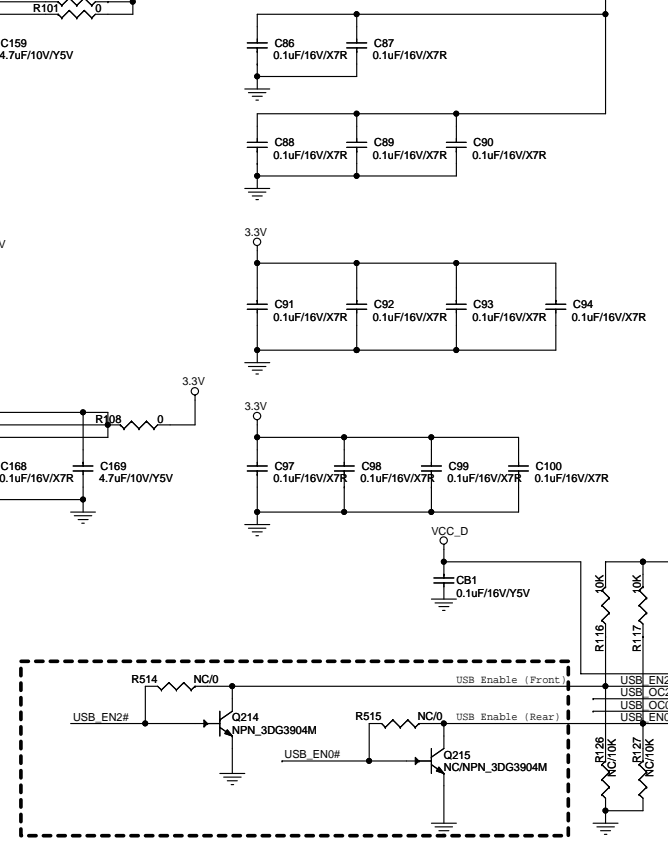 R101 0
C159
4.7uF/10V/Y5V
C86
0.1uF/16V/X7R
C87
0.1uF/16V/X7R
C88
0.1uF/16V/X7R
C89
0.1uF/16V/X7R
C90
0.1uF/16V/X7R
V
3.3V
C91
0.1uF/16V/X7R
C92
0.1uF/16V/X7R
C93
0.1uF/16V/X7R
C94
0.1uF/16V/X7R
3.3V
R108 0
C168
0.1uF/16V/X7R
C169
4.7uF/10V/Y5V
3.3V
C97
0.1uF/16V/X7R
C98
0.1uF/16V/X7R
C99
0.1uF/16V/X7R
C100
0.1uF/16V/X7R
VCC_D
CB1
0.1uF/16V/Y5V
R116 10K
R117 10K
R514 NC/0
USB Enable (Front)
USB_EN2#
Q214
NPN_3DG3904M
R515 NC/0
USB Enable (Rear)
USB_EN0#
Q215
NC/NPN_3DG3904M
USB_EN2
USB_OC2
USB_OC0
USB_EN0
R126
NC/10K
R127
NC/10K